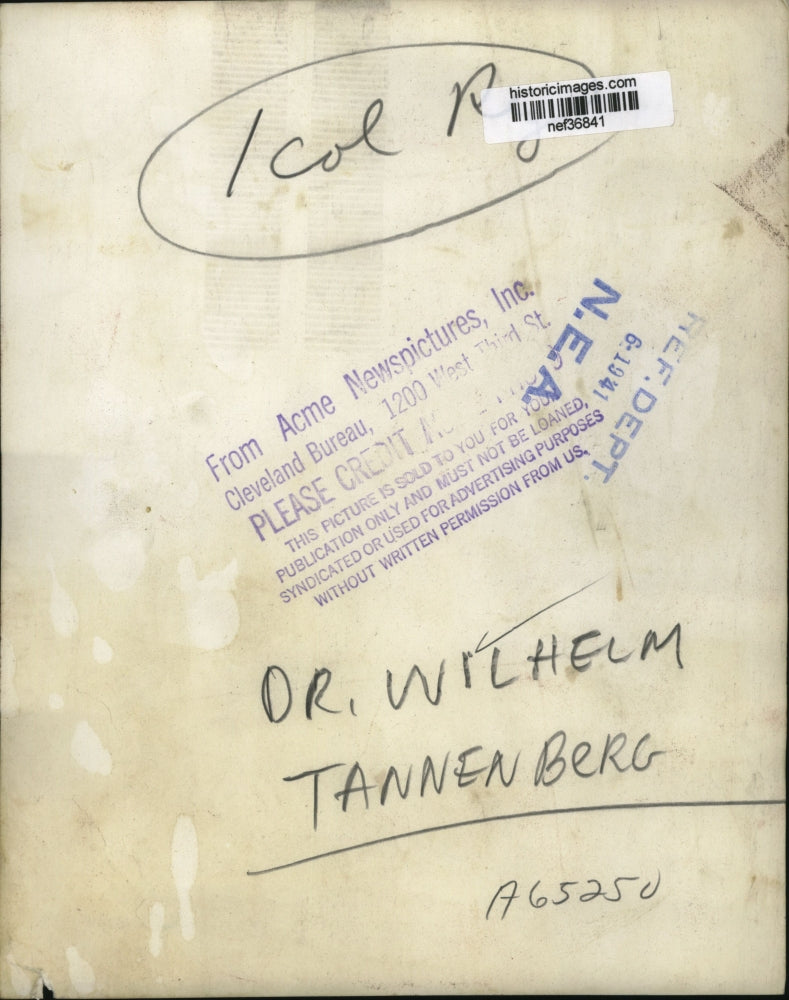 1 col
historicimages.com
nef36841
From Acme Newspictures, Inc.
Cleveland Bureau, 1200 West Third St.
PLEASE CREDIT
THIS PICTURE IS SOLD TO YOU FOR YOUR
PUBLICATION ONLY AND MUST NOT BE LOANED,
SYNDICATED OR USED FOR ADVERTISING PURPOSES
WITHOUT WRITTEN PERMISSION FROM US.
N.E.A.
6-1941
REF. DEPT.
DR. WILHELM
TANNENBERG
A65250